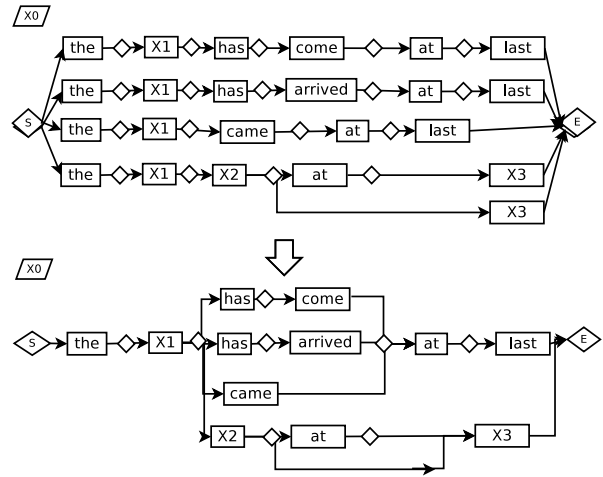 X0
the X1 has come at last
the X1 has arrived at last
S E
the X1 came at last
the X1 X2 at X3
X3
X0
has come
S the X1 has arrived at last E
came
X2 at X3